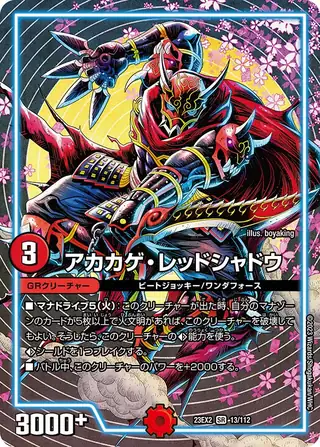 illus. boyaking
3
アカカゲ・レッドシャドウ
GRクリーチャー
ビートジョッキー/ワンダフォース
■マナドライブ5(火):このクリーチャーが出た時、自分のマナゾー
ンのカードが5枚以上で火文明があれば、このクリーチャーを破壊して
もよい。そうしたら、このクリーチャーの◆能力を使う。
◆シールドを1つブレイクする。
■バトル中、このクリーチャーのパワーを+2000する。
3000+
23EX2 SR 13/112